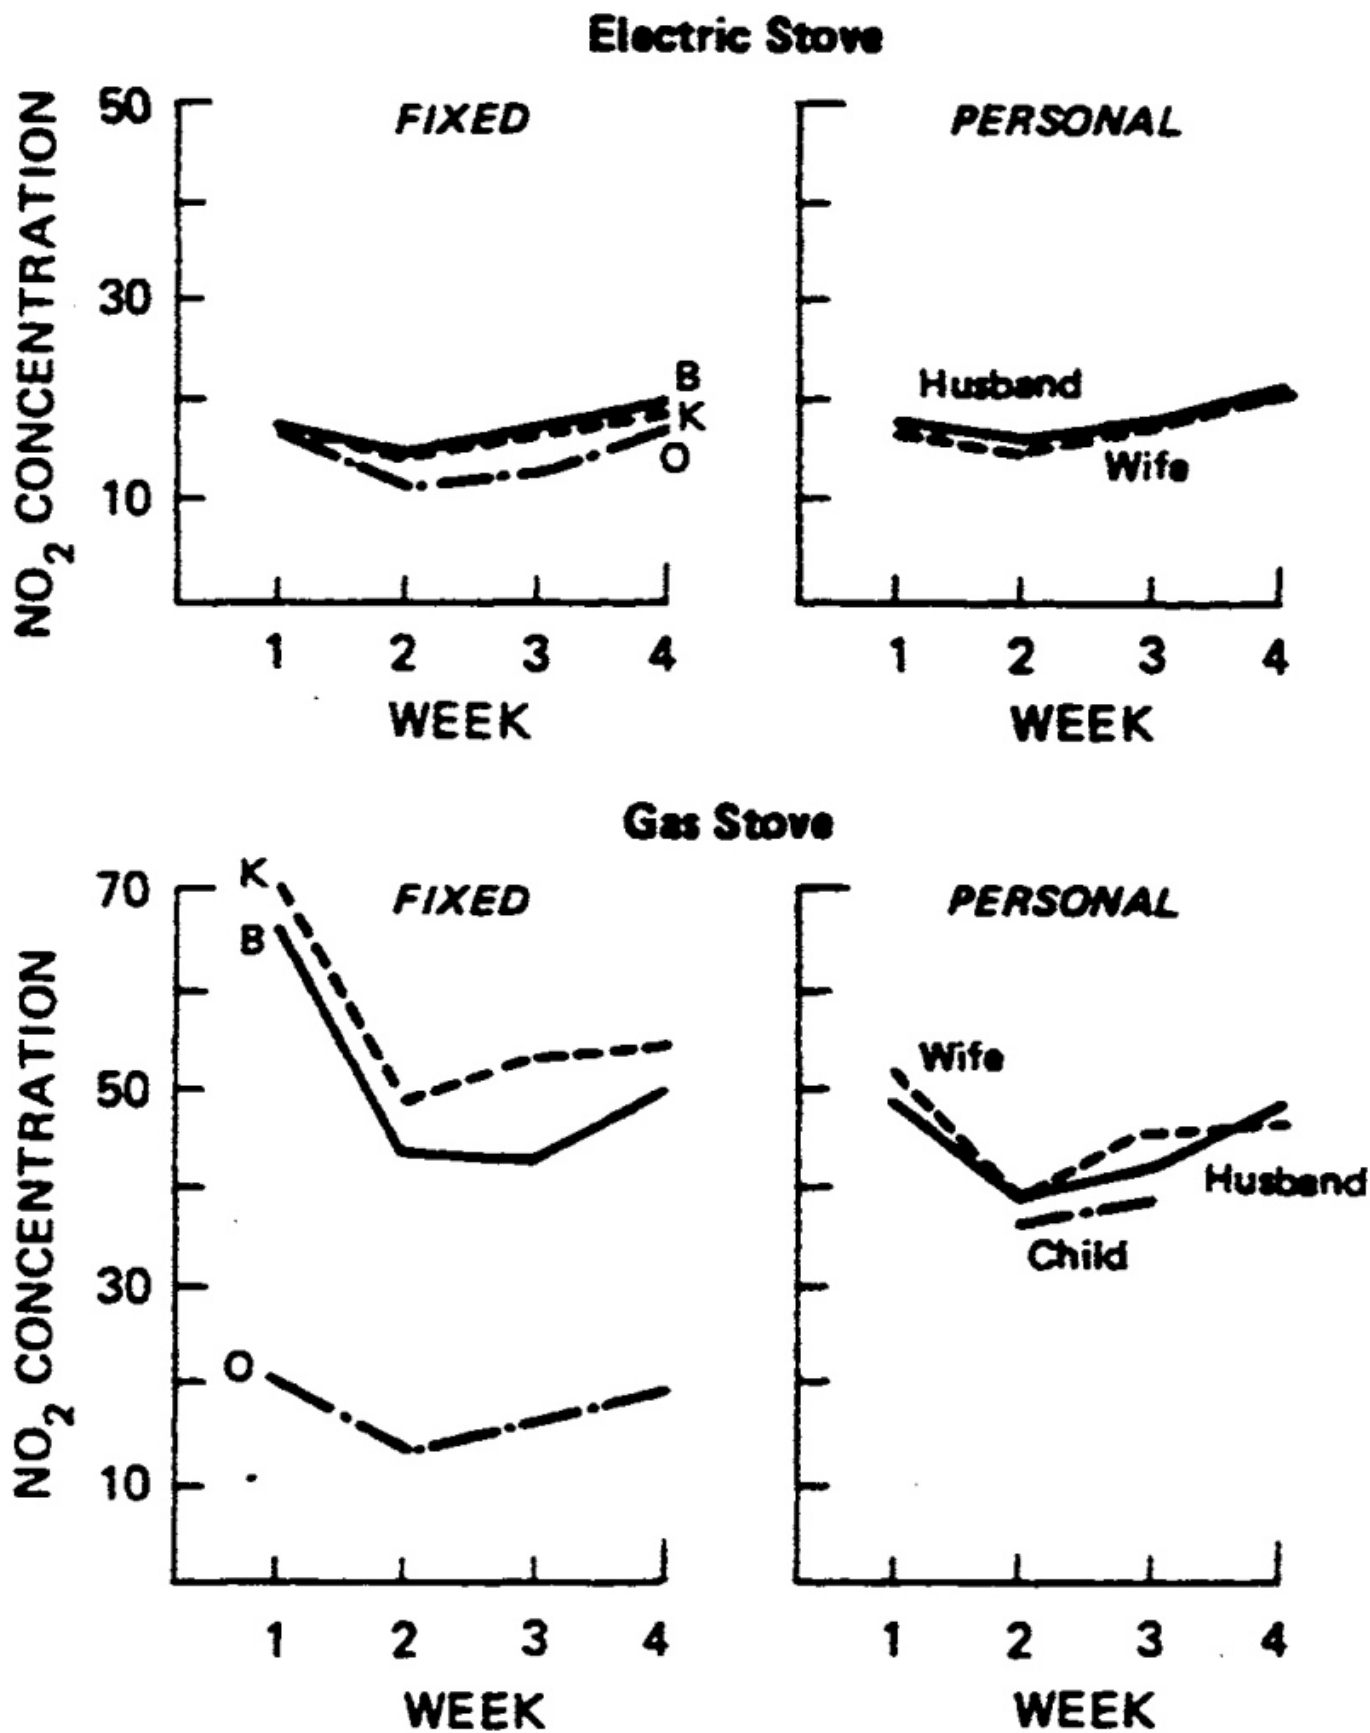 Electric Stove
FIXED
PERSONAL
NO2 CONCENTRATION
50
30
10
B
K
O
Husband
Wife
1 2 3 4
1 2 3 4
WEEK
WEEK
Gas Stove
FIXED
PERSONAL
NO2 CONCENTRATION
70
50
30
10
K
B
O
Wife
Husband
Child
1 2 3 4
1 2 3 4
WEEK
WEEK